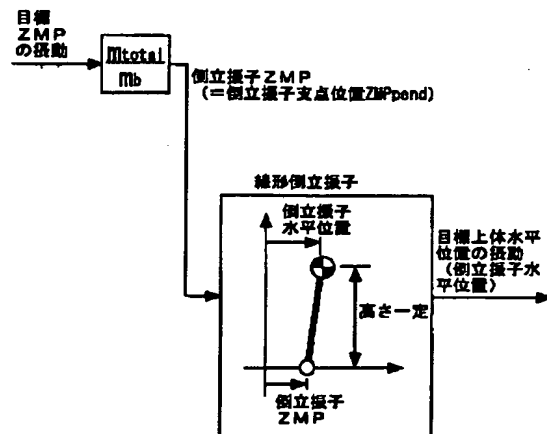 目標
ZMP
の摂動
mtotal
mb
倒立振子ZMP
(=倒立振子支点位置ZMPpend)
線形倒立振子
倒立振子
水平位置
高さ一定
倒立振子
ZMP
目標上体水平
位置の摂動
(倒立振子水
平位置)